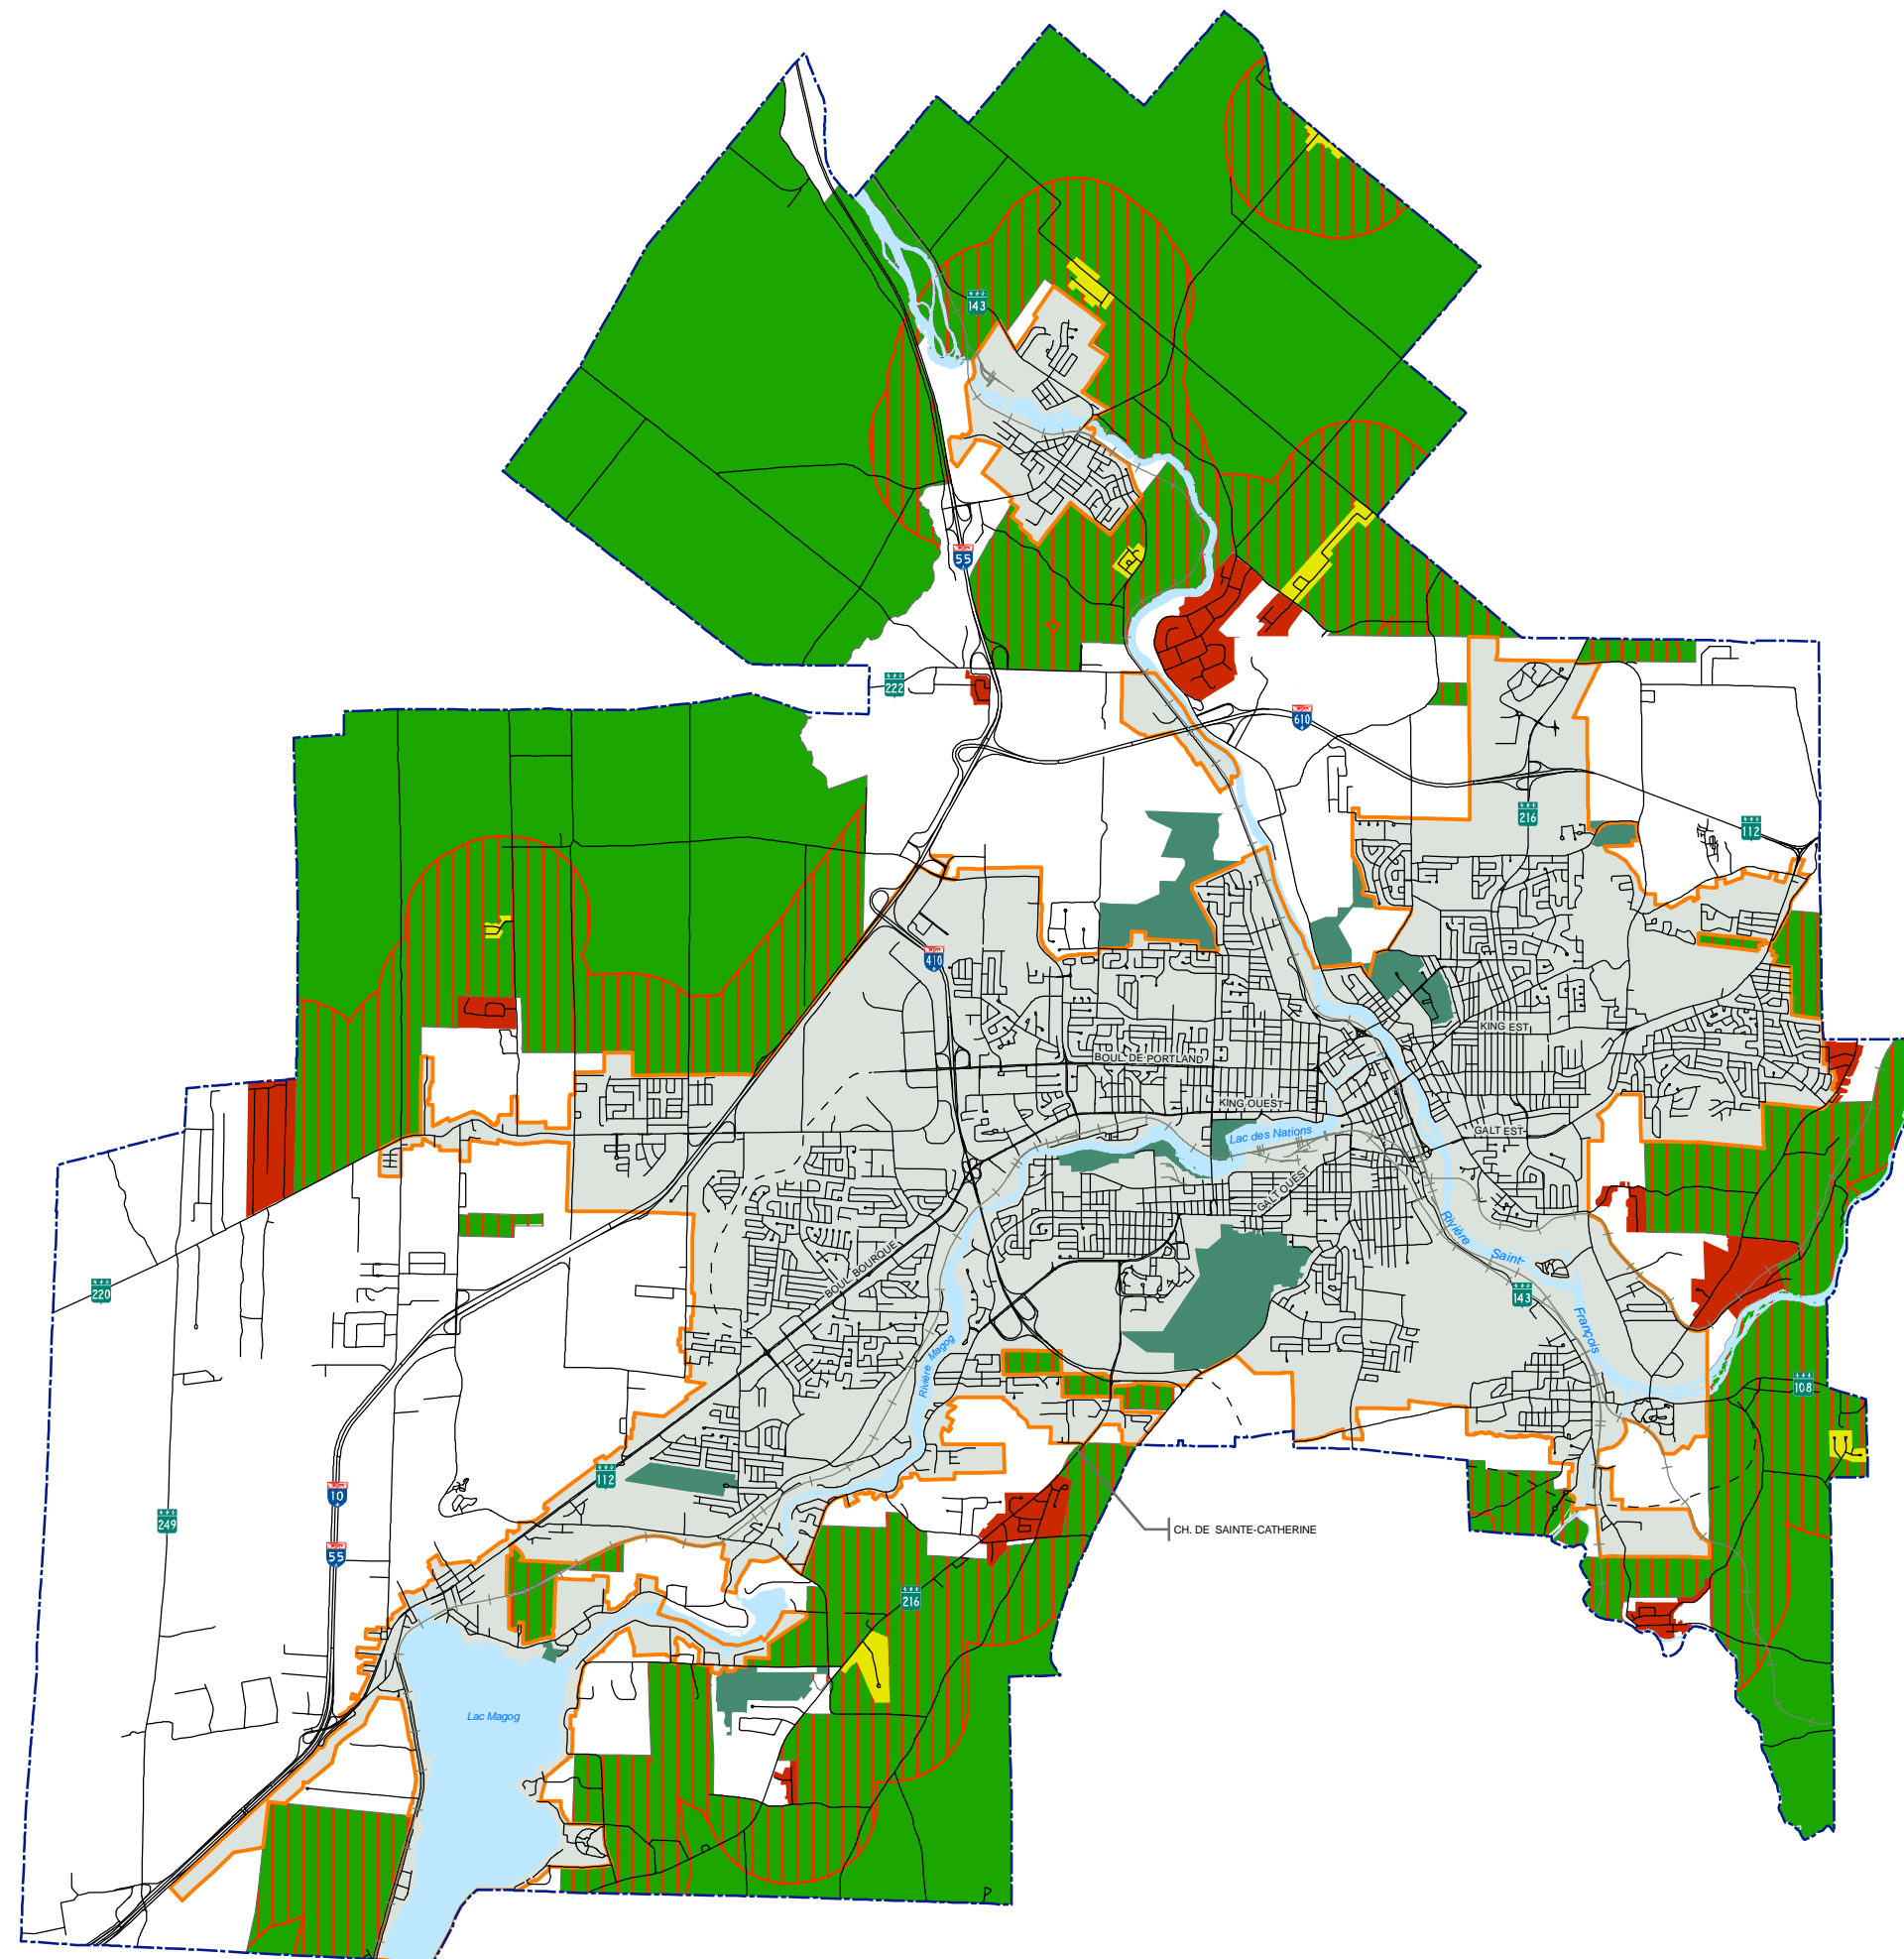 143
55
222
610
216
112
410
KING EST
BOUL. DE PORTLAND
KING OUEST
Lac des Nations
GALT EST
GALT OUEST
Rivière
Saint-
François
220
BOUL. BOURQUE
143
Rivière Magog
108
112
10
249
CH. DE SAINTE-CATHERINE
55
216
Lac Magog